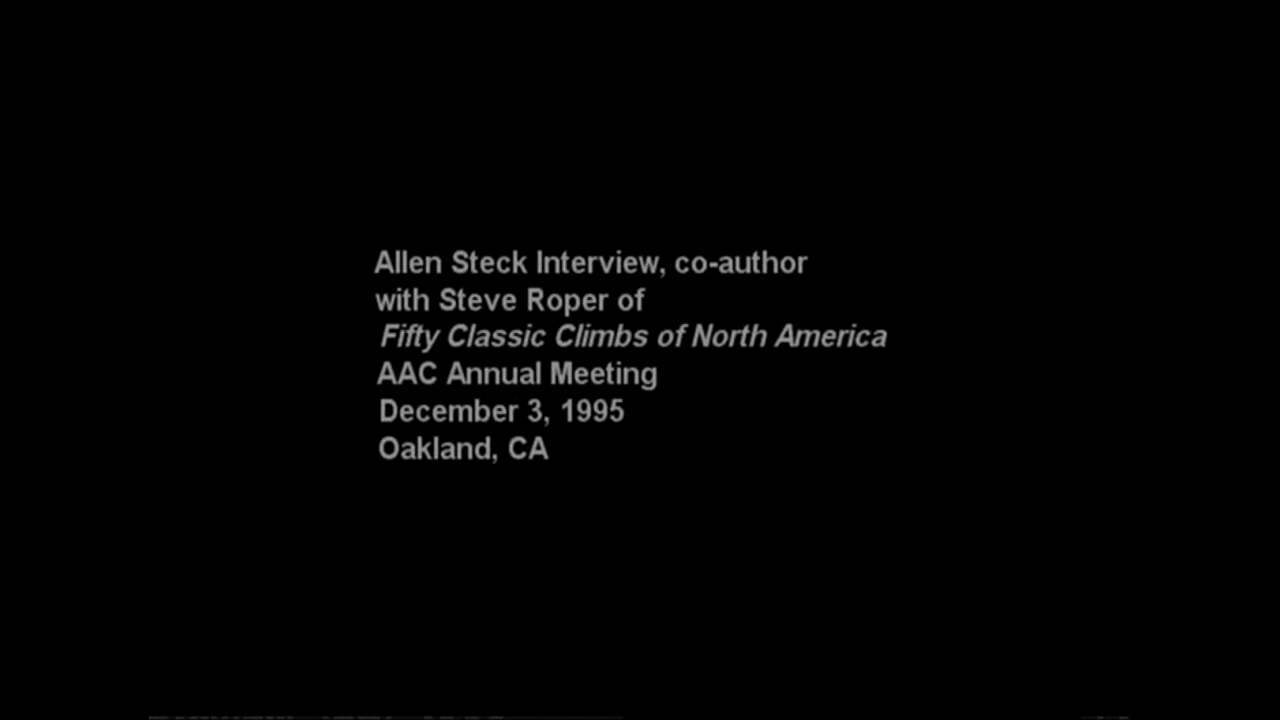 Allen Steck Interview, co-author
with Steve Roper of
Fifty Classic Climbs of North America
AAC Annual Meeting
December 3, 1995
Oakland, CA